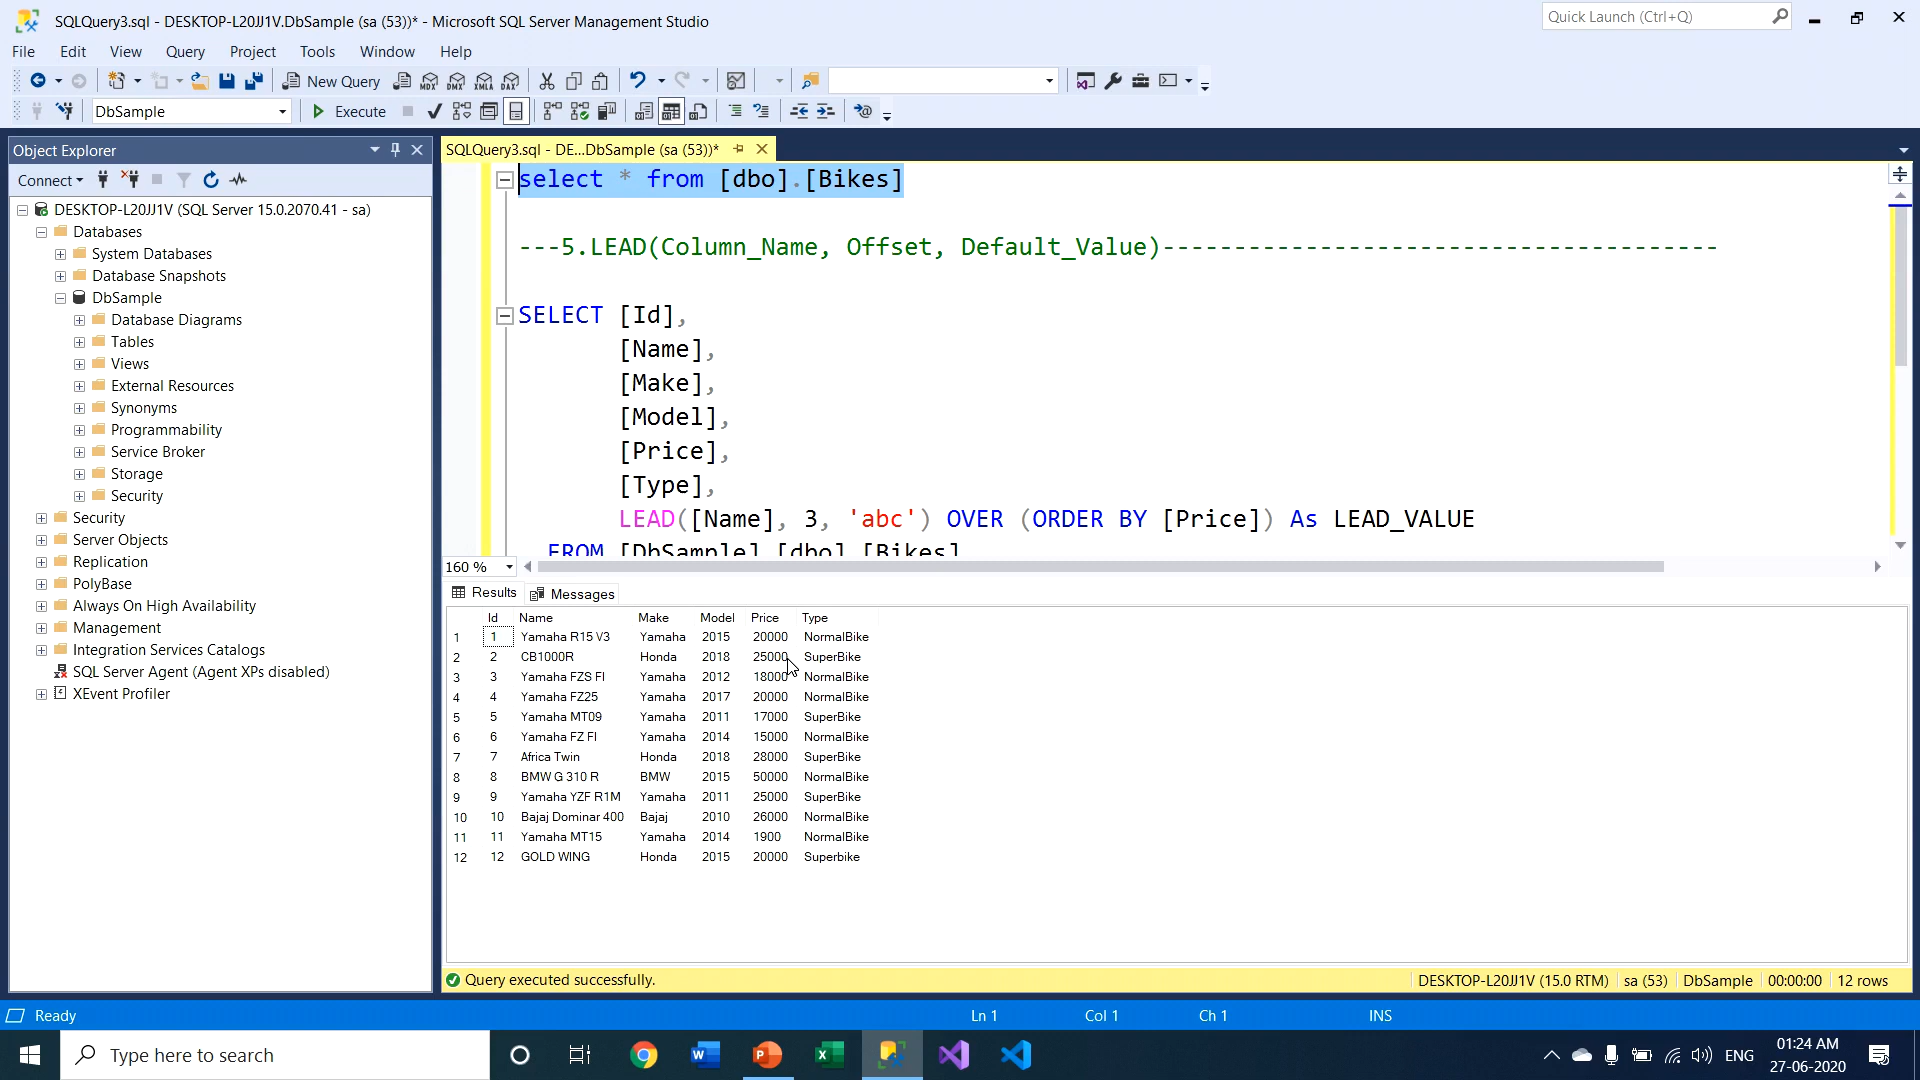 SQLQuery3.sql - DESKTOP-L20JJ1V.DbSample (sa (53))* - Microsoft SQL Server Management Studio
Quick Launch (Ctrl+Q)
File Edit View Query Project Tools Window Help
New Query MDX DMX XMLA DAX
DbSample Execute
Object Explorer
SQLQuery3.sql - DE...DbSample (sa (53))*
Connect
DESKTOP-L20JJ1V (SQL Server 15.0.2070.41 - sa)
Databases
System Databases
Database Snapshots
DbSample
Database Diagrams
Tables
Views
External Resources
Synonyms
Programmability
Service Broker
Storage
Security
Security
Server Objects
Replication
PolyBase
Always On High Availability
Management
Integration Services Catalogs
SQL Server Agent (Agent XPs disabled)
XEvent Profiler
select * from [dbo].[Bikes]
---5.LEAD(Column_Name, Offset, Default_Value)---------------------------------------
SELECT [Id],
[Name],
[Make],
[Model],
[Price],
[Type],
LEAD([Name], 3, 'abc') OVER (ORDER BY [Price]) As LEAD_VALUE
FROM [DbSample].[dbo].[Bikes]
160 %
Results Messages
Id Name Make Model Price Type
1 1 Yamaha R15 V3 Yamaha 2015 20000 NormalBike
2 2 CB1000R Honda 2018 25000 SuperBike
3 3 Yamaha FZS FI Yamaha 2012 18000 NormalBike
4 4 Yamaha FZ25 Yamaha 2017 20000 NormalBike
5 5 Yamaha MT09 Yamaha 2011 17000 SuperBike
6 6 Yamaha FZ FI Yamaha 2014 15000 NormalBike
7 7 Africa Twin Honda 2018 28000 SuperBike
8 8 BMW G 310 R BMW 2015 50000 NormalBike
9 9 Yamaha YZF R1M Yamaha 2011 25000 SuperBike
10 10 Bajaj Dominar 400 Bajaj 2010 26000 NormalBike
11 11 Yamaha MT15 Yamaha 2014 1900 NormalBike
12 12 GOLD WING Honda 2015 20000 Superbike
Query executed successfully. DESKTOP-L20JJ1V (15.0 RTM) sa (53) DbSample 00:00:00 12 rows
Ready Ln 1 Col 1 Ch 1 INS
Type here to search
ENG
01:24 AM
27-06-2020